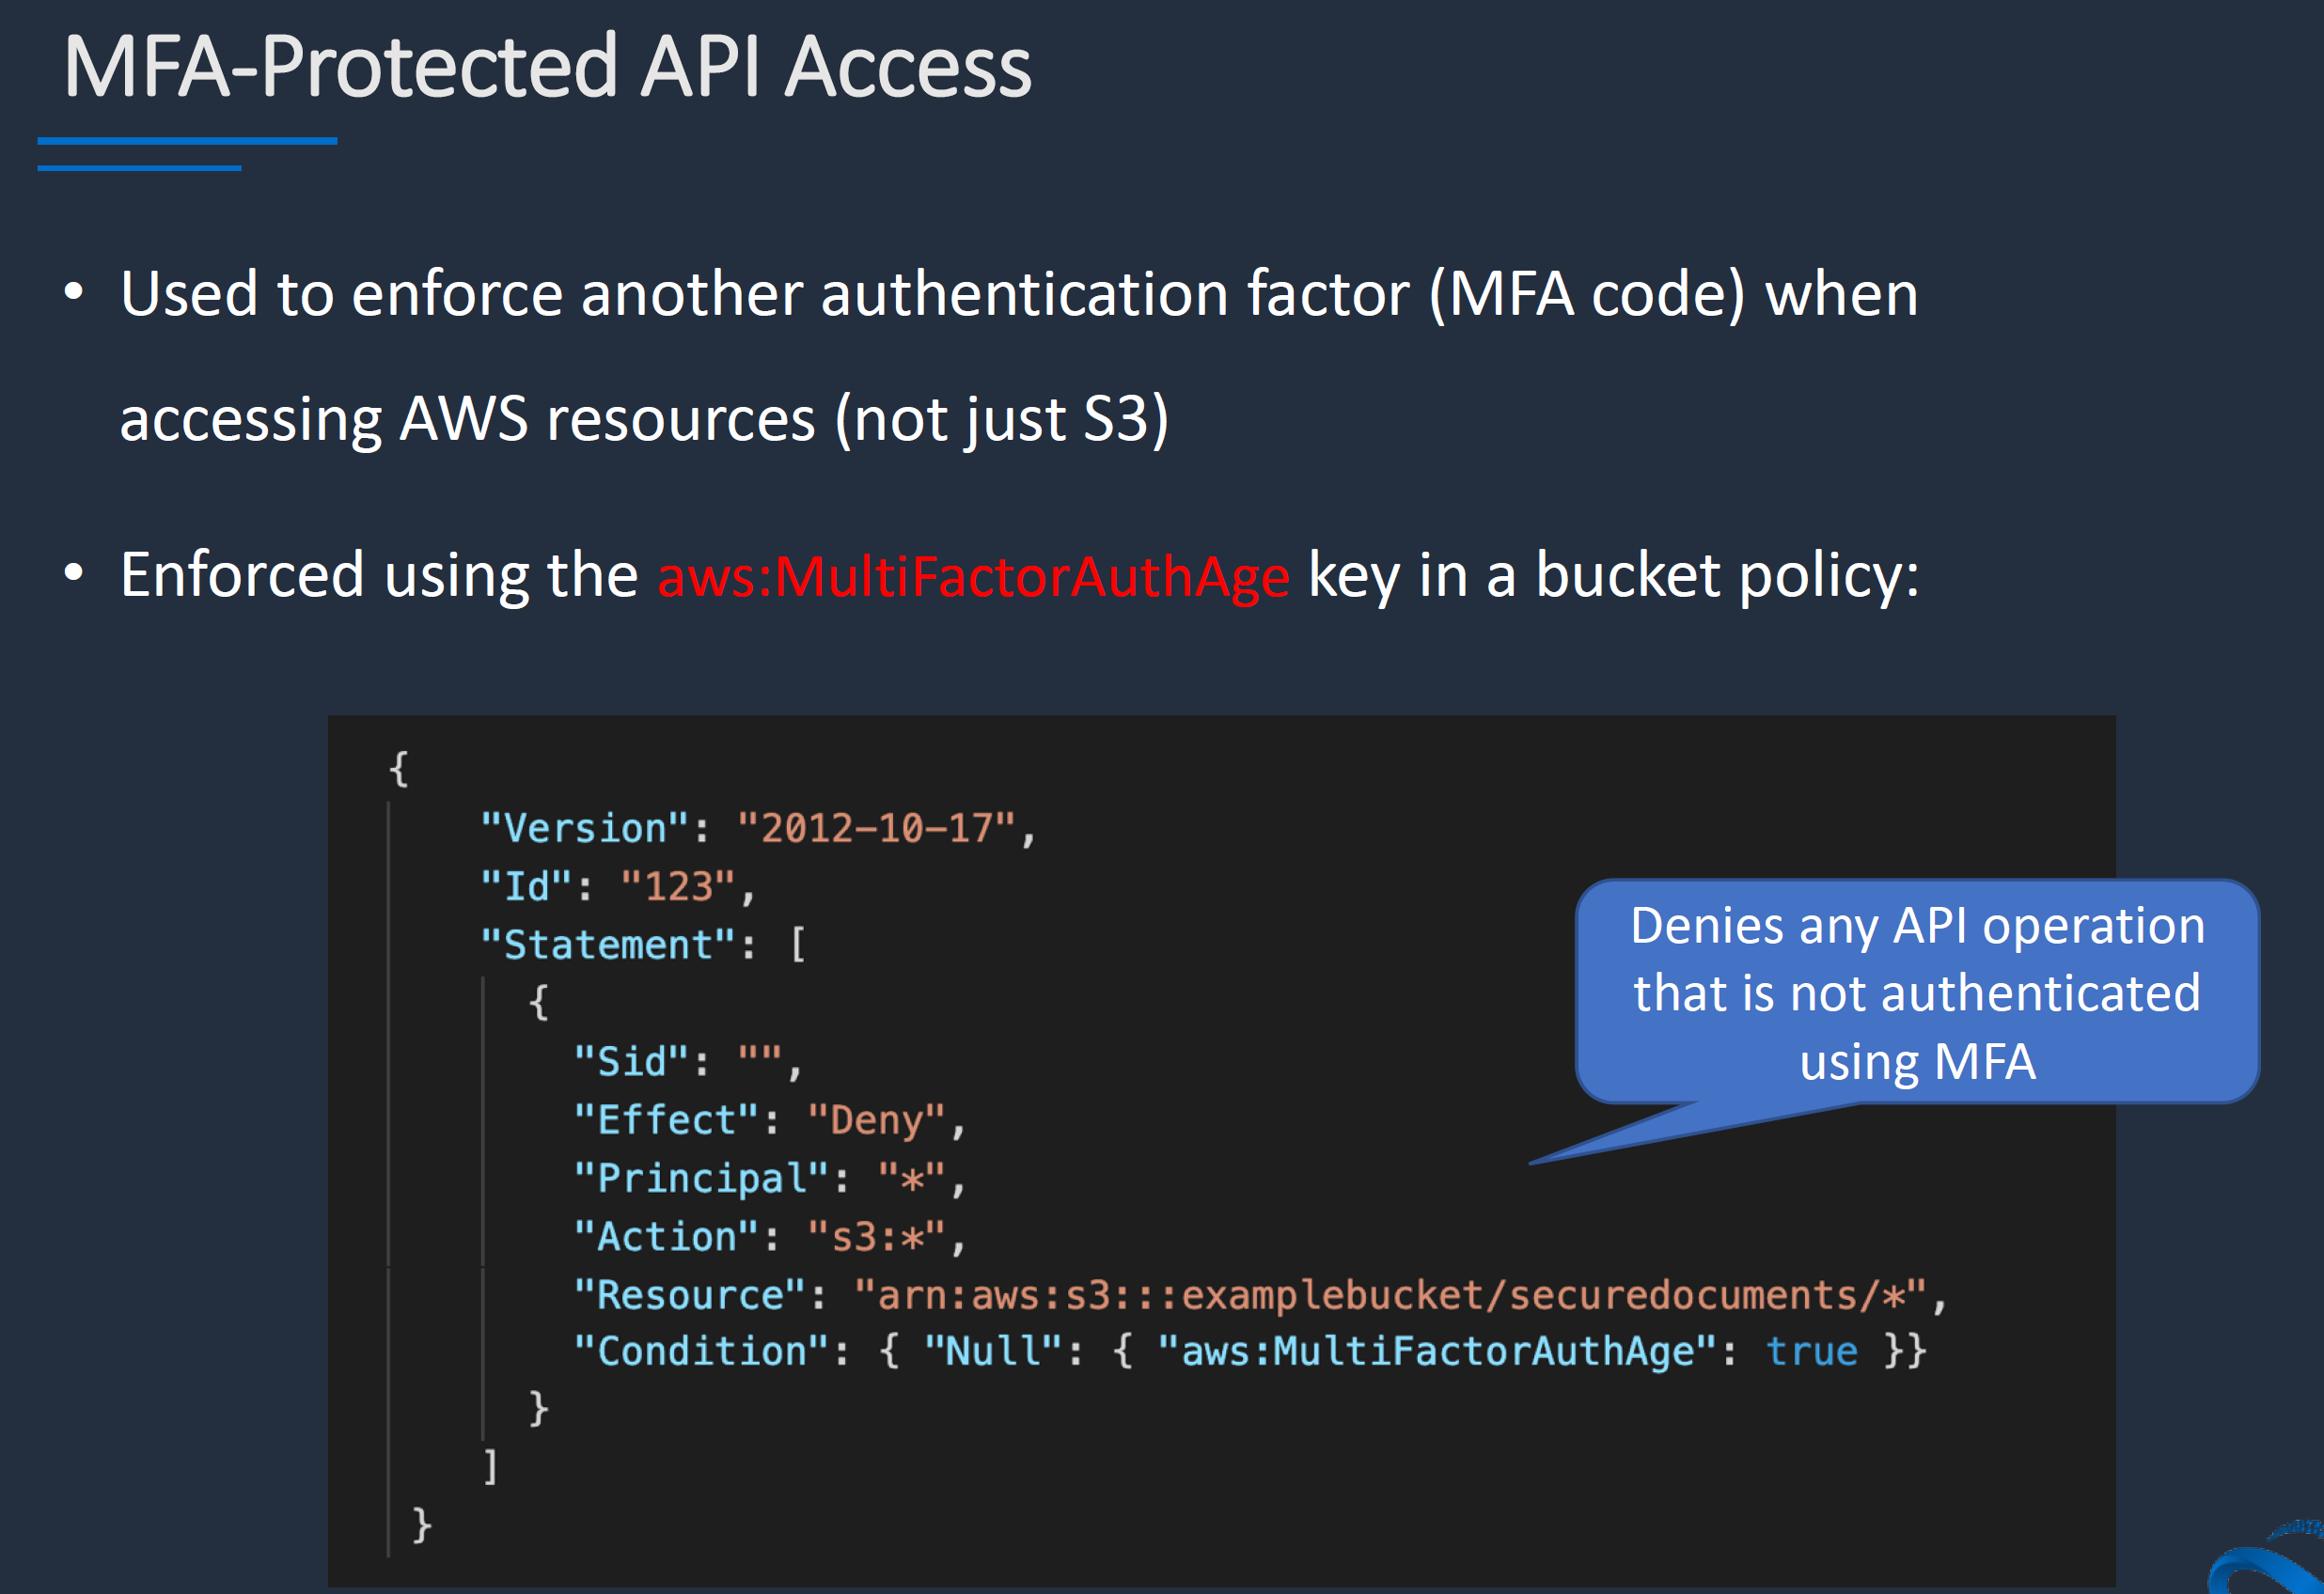 MFA-Protected API Access
• Used to enforce another authentication factor (MFA code) when
accessing AWS resources (not just S3)
• Enforced using the aws:MultiFactorAuthAge key in a bucket policy:
{
"Version": "2012-10-17",
"Id": "123",
"Statement": [
{
"Sid": "",
"Effect": "Deny",
"Principal": "*",
"Action": "s3:*",
"Resource": "arn:aws:s3:::examplebucket/securedocuments/*",
"Condition": { "Null": { "aws:MultiFactorAuthAge": true }}
}
]
}
Denies any API operation
that is not authenticated
using MFA